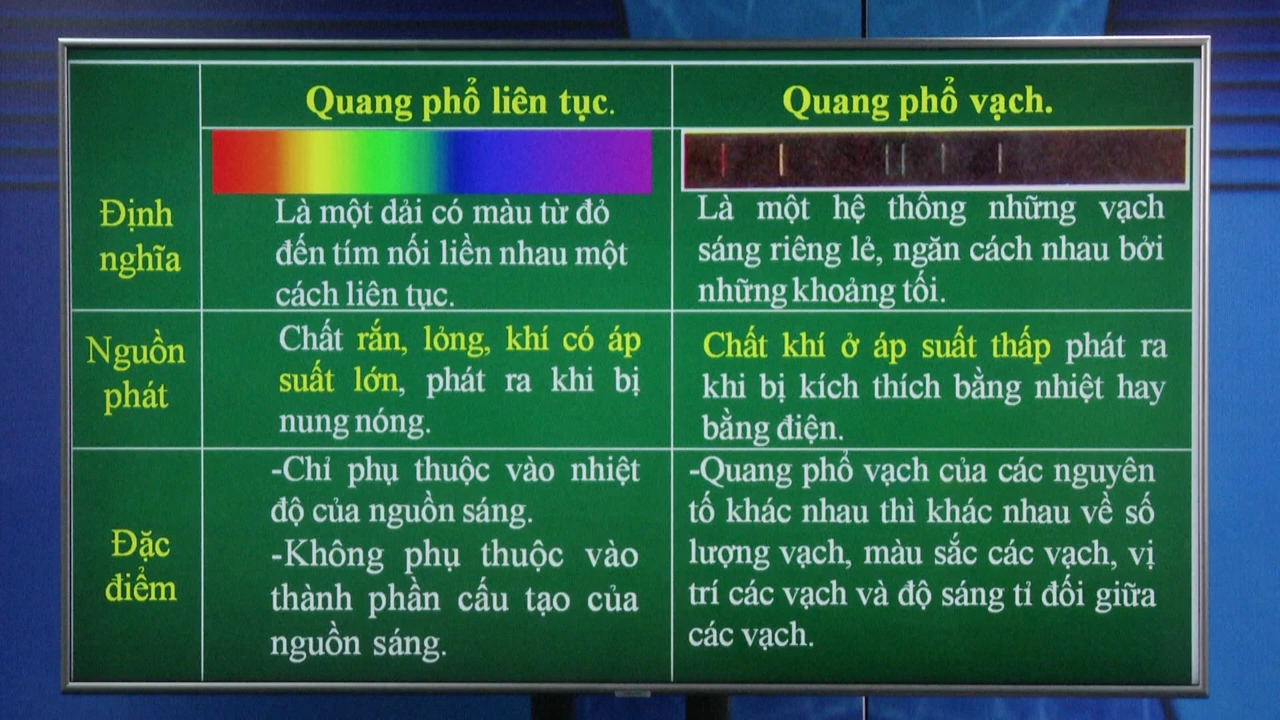 Quang phổ liên tục.
Quang phổ vạch.
Định
nghĩa
Là một dải có màu từ đỏ
đến tím nối liền nhau một
cách liên tục.
Là một hệ thống những vạch
sáng riêng lẻ, ngăn cách nhau bởi
những khoảng tối.
Nguồn
phát
Chất rắn, lỏng, khí có áp
suất lớn, phát ra khi bị
nung nóng.
Chất khí ở áp suất thấp phát ra
khi bị kích thích bằng nhiệt hay
bằng điện.
Đặc
điểm
-Chỉ phụ thuộc vào nhiệt
độ của nguồn sáng.
-Không phụ thuộc vào
thành phần cấu tạo của
nguồn sáng.
-Quang phổ vạch của các nguyên
tố khác nhau thì khác nhau về số
lượng vạch, màu sắc các vạch, vị
trí các vạch và độ sáng tỉ đối giữa
các vạch.